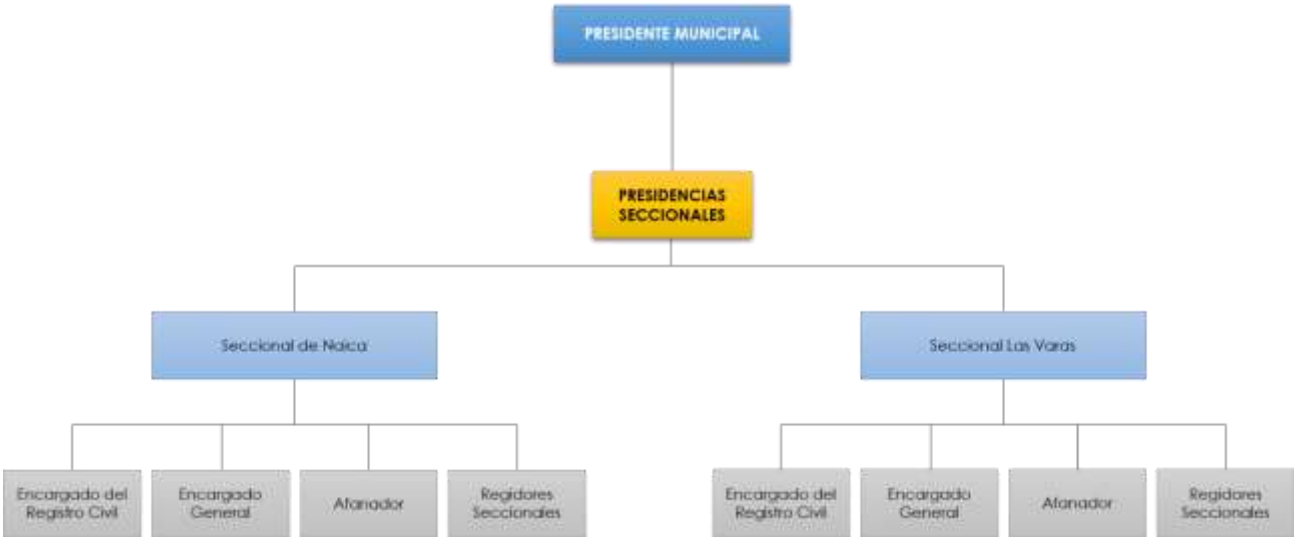 PRESIDENTE MUNICIPAL
PRESIDENCIAS
SECCIONALES
Seccional de Naica
Seccional Las Varas
Encargado del
Registro Civil
Encargado
General
Afanador
Regidores
Seccionales
Encargado del
Registro Civil
Encargado
General
Afanador
Regidores
Seccionales